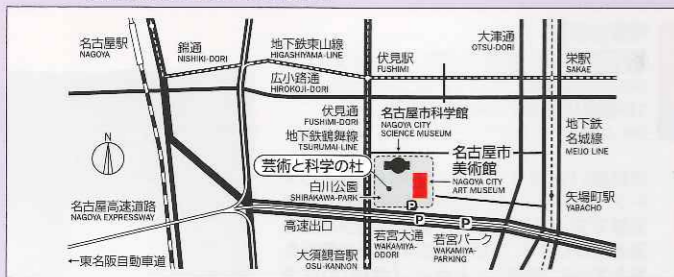 名古屋駅
NAGOYA
錦通
NISHIKI-DORI
地下鉄東山線
HIGASHIYAMA-LINE
伏見駅
FUSHIMI
大津通
OTSU-DORI
栄駅
SAKAE
広小路通
HIROKOJI-DORI
伏見通
FUSHIMI-DORI
名古屋市科学館
NAGOYA CITY
SCIENCE MUSEUM
地下鉄鶴舞線
TSURUMAI-LINE
名古屋市
美術館
NAGOYA CITY
ART MUSEUM
地下鉄
名城線
MEIJO LINE
N
芸術と科学の杜
白川公園
SHIRAKAWA-PARK
矢場町駅
YABACHO
名古屋高速道路
NAGOYA EXPRESSWAY
P
P
P
高速出口
若宮大通
WAKAMIYA-
ODORI
若宮パーク
WAKAMIYA-
PARKING
←東名阪自動車道
大須観音駅
OSU-KANNON